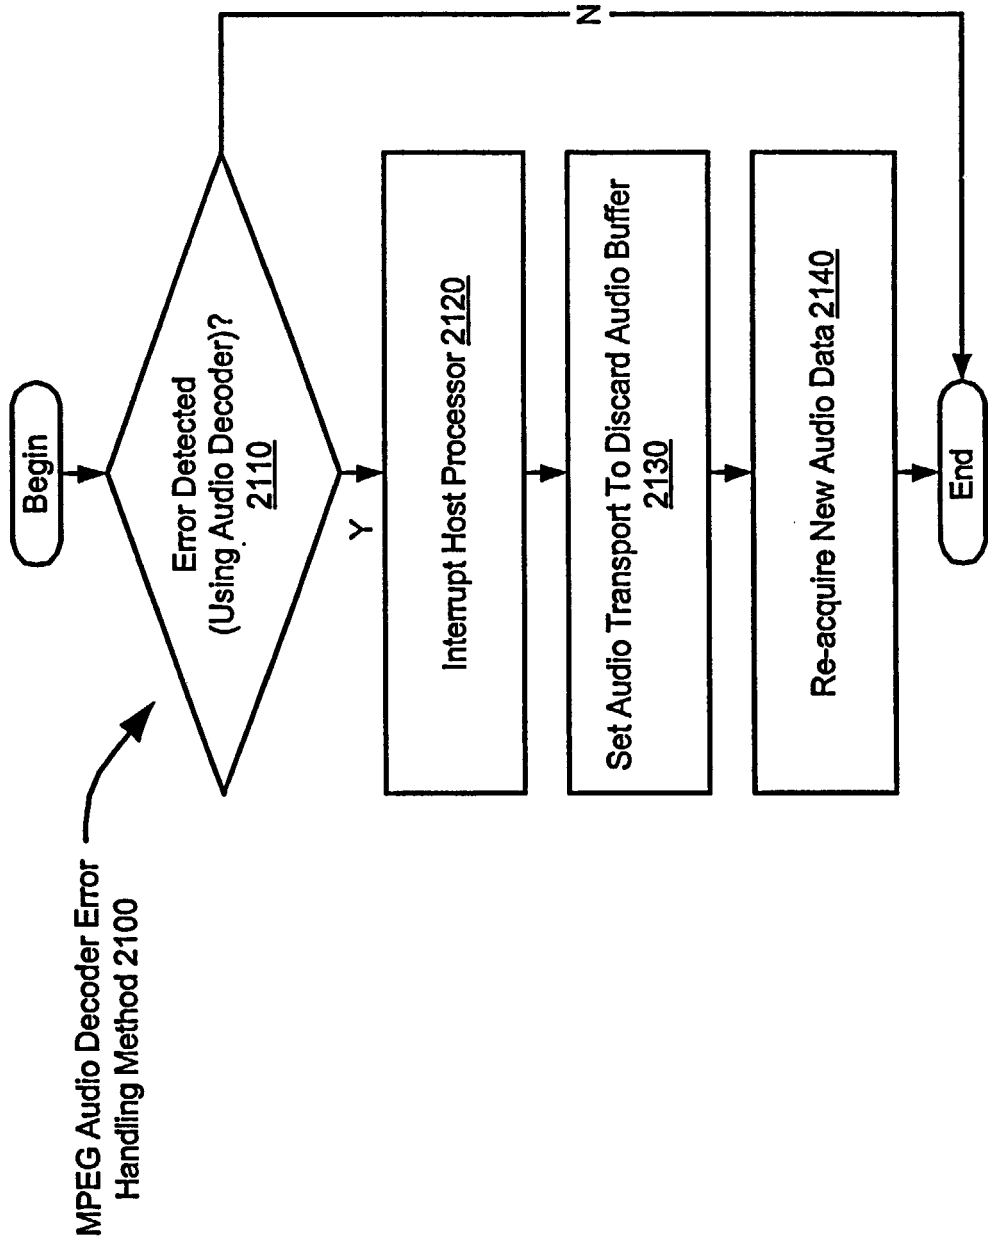 MPEG Audio Decoder Error
Handling Method 2100
Begin
Error Detected
(Using Audio Decoder)?
2110
Y
N
Interrupt Host Processor 2120
Set Audio Transport To Discard Audio Buffer
2130
Re-acquire New Audio Data 2140
End